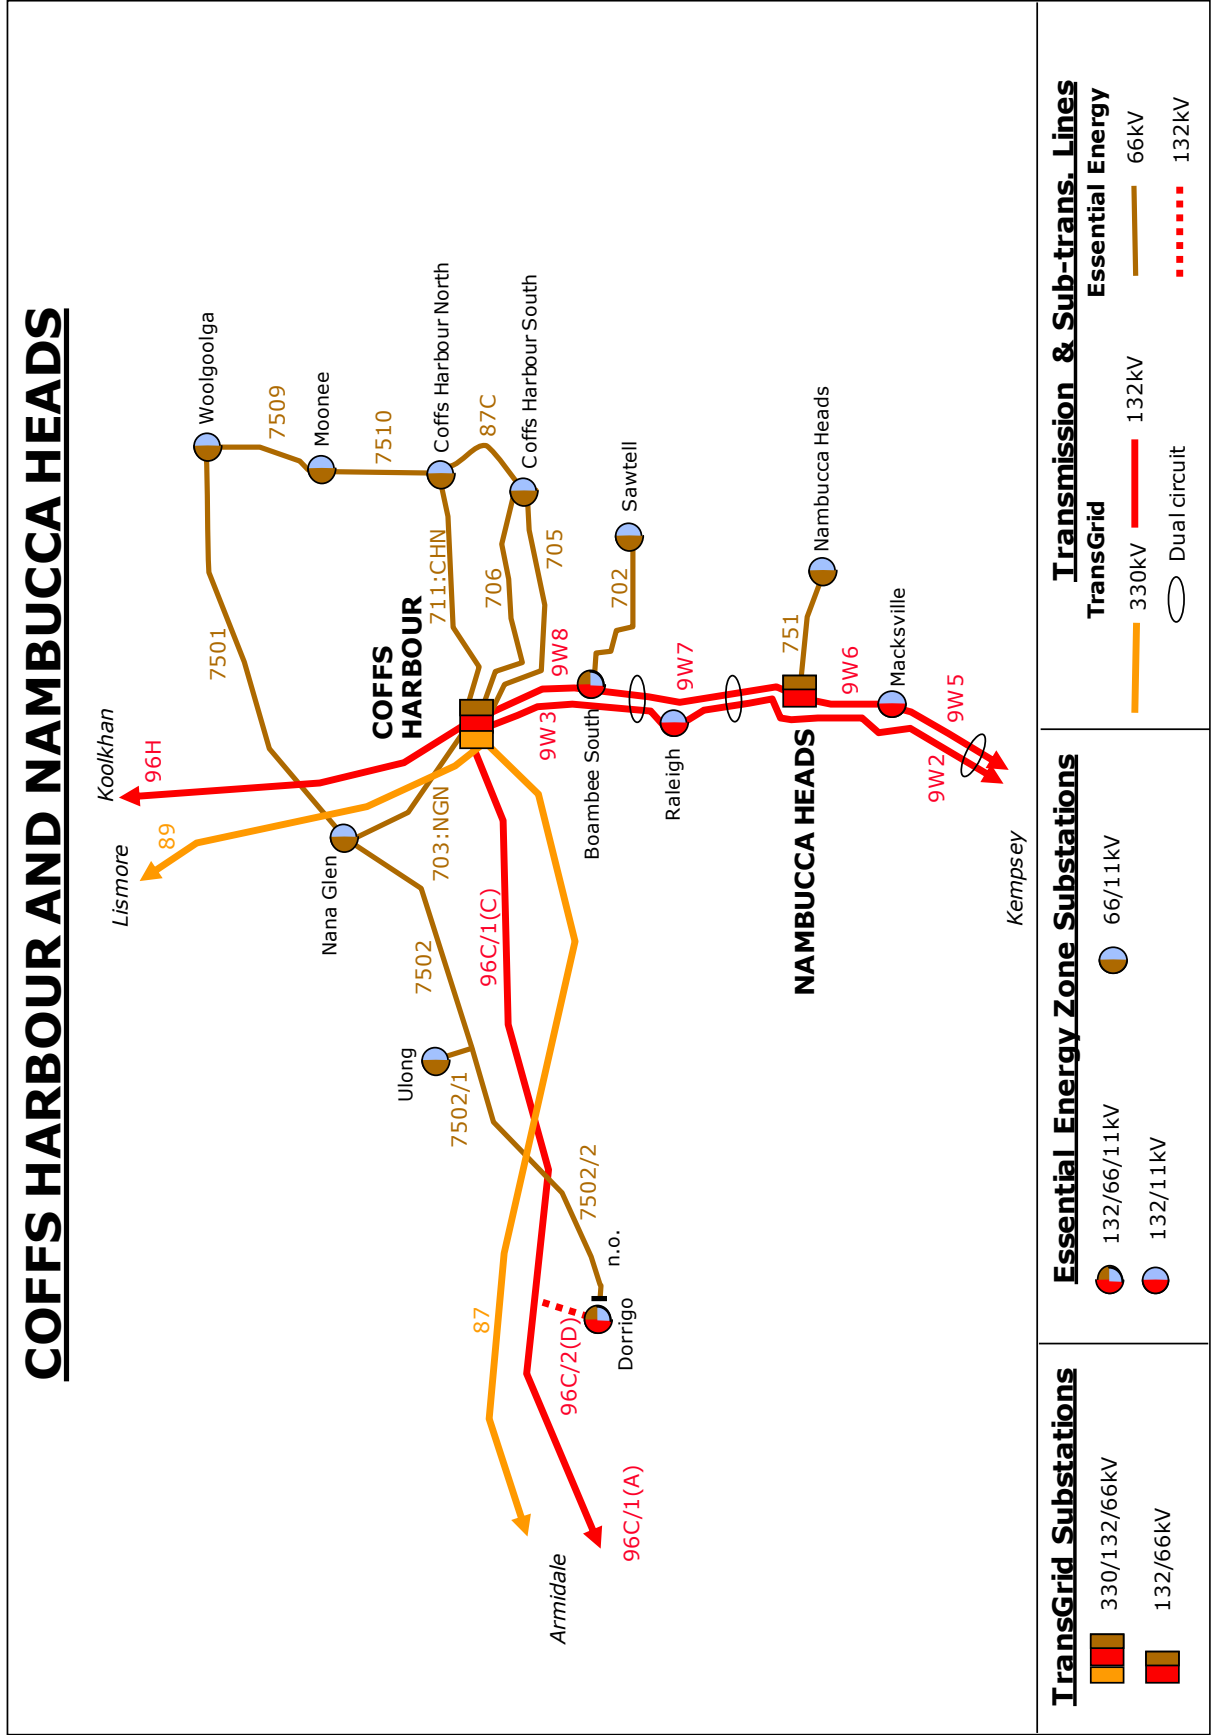 COFFS HARBOUR AND NAMBUCCA HEADS
Koolkhan
96H
Lismore
89
Woolgoolga
7509
Moonee
7510
7501
Coffs Harbour North
87C
Coffs Harbour South
711:CHN
706
705
COFFS
HARBOUR
Nana Glen
703:NGN
7502
Ulong
7502/1
96C/1(C)
7502/2
n.o.
Dorrigo
87
96C/2(D)
96C/1(A)
Armidale
Sawtell
702
9W8
9W3
Boambee South
9W7
Raleigh
Nambucca Heads
751
NAMBUCCA HEADS
9W6
Macksville
9W5
9W2
Kempsey
TransGrid Substations
330/132/66kV
132/66kV
Essential Energy Zone Substations
132/66/11kV
66/11kV
132/11kV
Transmission & Sub-trans. Lines
TransGrid
Essential Energy
330kV
132kV
66kV
Dual circuit
132kV